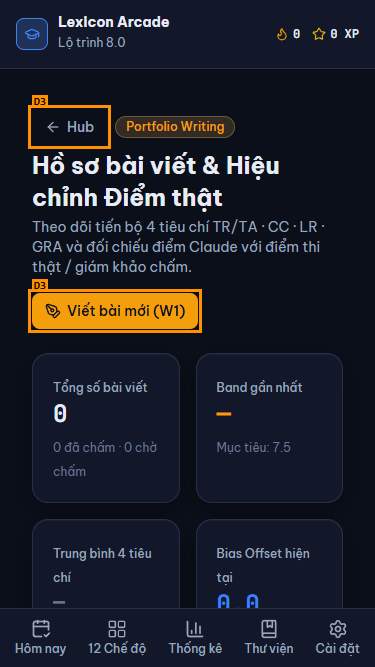 Lexicon Arcade
Lộ trình 8.0
0
0 XP
D3
Hub
Portfolio Writing
Hồ sơ bài viết & Hiệu
chỉnh Điểm thật
Theo dõi tiến bộ 4 tiêu chí TR/TA · CC · LR ·
GRA và đối chiếu điểm Claude với điểm thi
thật / giám khảo chấm.
D3
Viết bài mới (W1)
Tổng số bài viết
0
0 đã chấm · 0 chờ
chấm
Band gần nhất
—
Mục tiêu: 7.5
Trung bình 4 tiêu
chí
—
Bias Offset hiện
tại
0.0
Hôm nay
12 Chế độ
Thống kê
Thư viện
Cài đặt